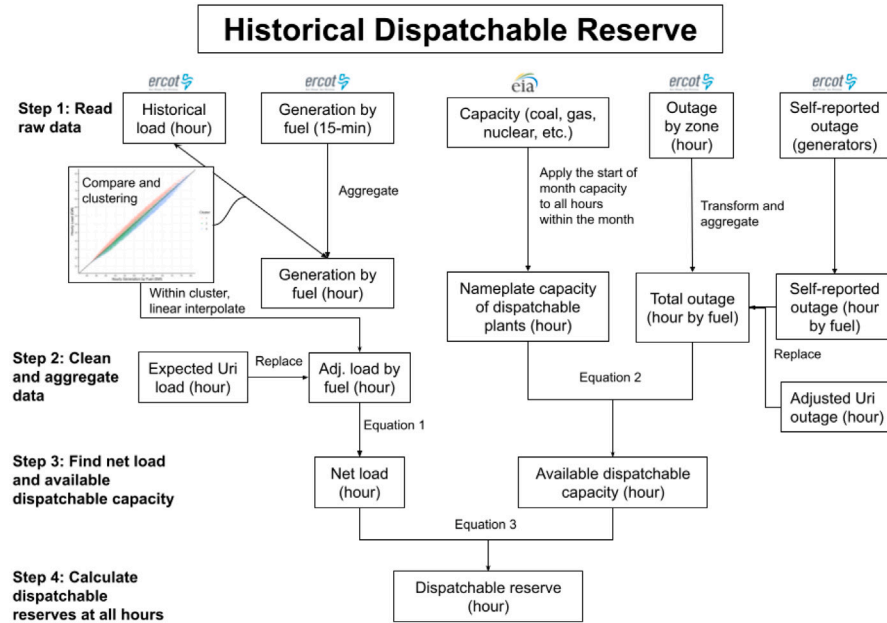 Historical Dispatchable Reserve
ercot
ercot
eia
ercot
ercot
Step 1: Read
raw data
Historical
load (hour)
Generation by
fuel (15-min)
Capacity (coal, gas,
nuclear, etc.)
Outage
by zone
(hour)
Self-reported
outage
(generators)
Compare and
clustering
Aggregate
Apply the start of
month capacity
to all hours
within the month
Transform and
aggregate
Generation by
fuel (hour)
Within cluster,
linear interpolate
Nameplate capacity
of dispatchable
plants (hour)
Total outage
(hour by fuel)
Self-reported
outage (hour
by fuel)
Step 2: Clean
and aggregate
data
Expected Uri
load (hour)
Replace
Adj. load by
fuel (hour)
Equation 2
Replace
Adjusted Uri
outage (hour)
Equation 1
Step 3: Find net load
and available
dispatchable capacity
Net load
(hour)
Available dispatchable
capacity (hour)
Equation 3
Step 4: Calculate
dispatchable
reserves at all hours
Dispatchable reserve
(hour)